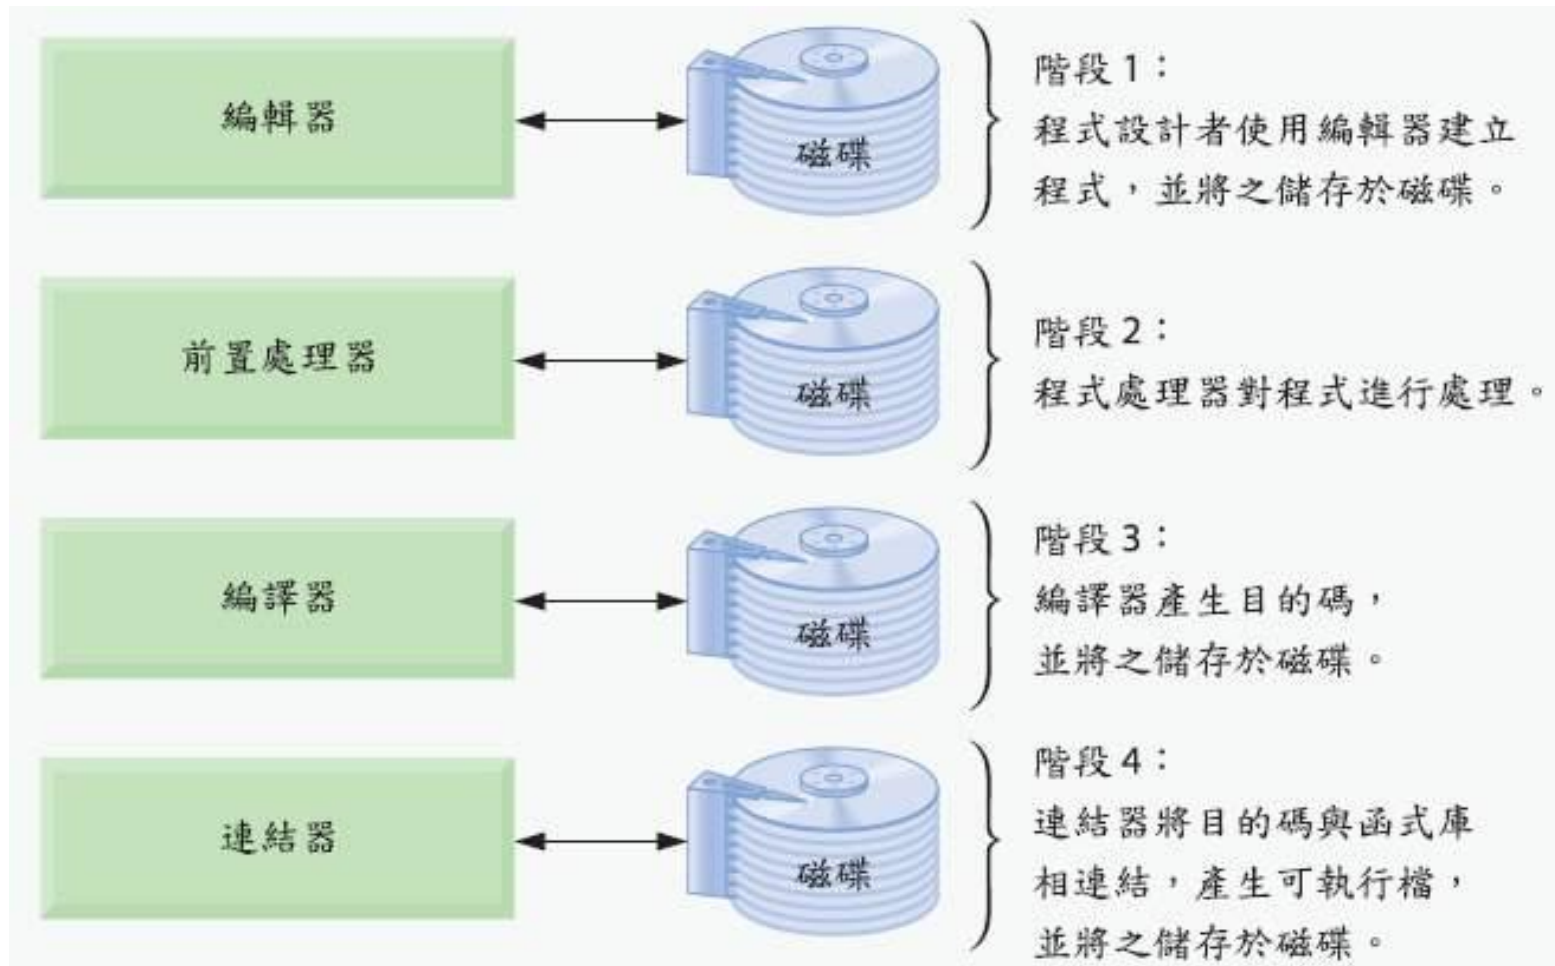 編輯器
磁碟
階段 1：
程式設計者使用編輯器建立
程式，並將之儲存於磁碟。
前置處理器
磁碟
階段 2：
程式處理器對程式進行處理。
編譯器
磁碟
階段 3：
編譯器產生目的碼，
並將之儲存於磁碟。
連結器
磁碟
階段 4：
連結器將目的碼與函式庫
相連結，產生可執行檔，
並將之儲存於磁碟。